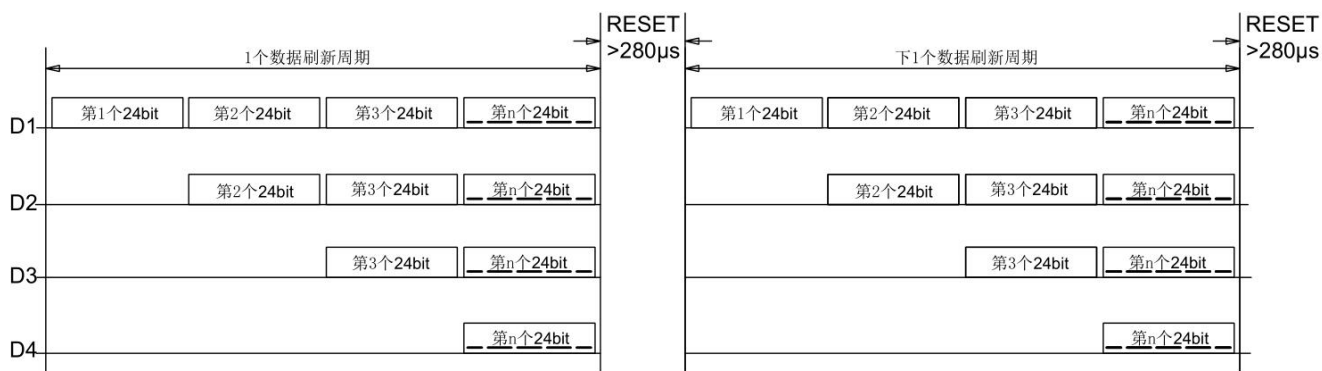 RESET RESET
>280μs >280μs
1个数据刷新周期 下1个数据刷新周期
D1 第1个24bit 第2个24bit 第3个24bit 第n个24bit 第1个24bit 第2个24bit 第3个24bit 第n个24bit
D2 第2个24bit 第3个24bit 第n个24bit 第2个24bit 第3个24bit 第n个24bit
D3 第3个24bit 第n个24bit 第3个24bit 第n个24bit
D4 第n个24bit 第n个24bit